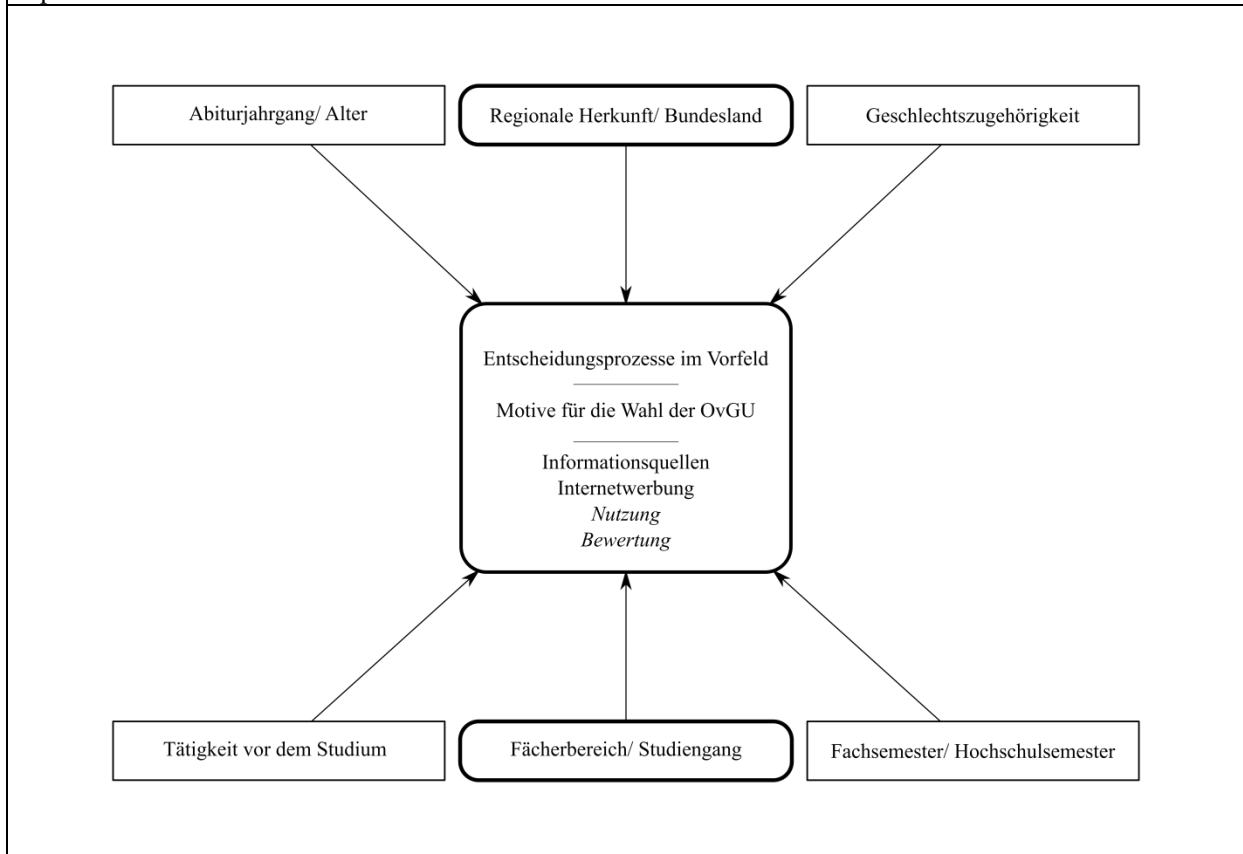 Abiturjahrgang/ Alter
Regionale Herkunft/ Bundesland
Geschlechtszugehörigkeit
Entscheidungsprozesse im Vorfeld
Motive für die Wahl der OvGU
Informationsquellen
Internetwerbung
Nutzung
Bewertung
Tätigkeit vor dem Studium
Fächerbereich/ Studiengang
Fachsemester/ Hochschulsemester